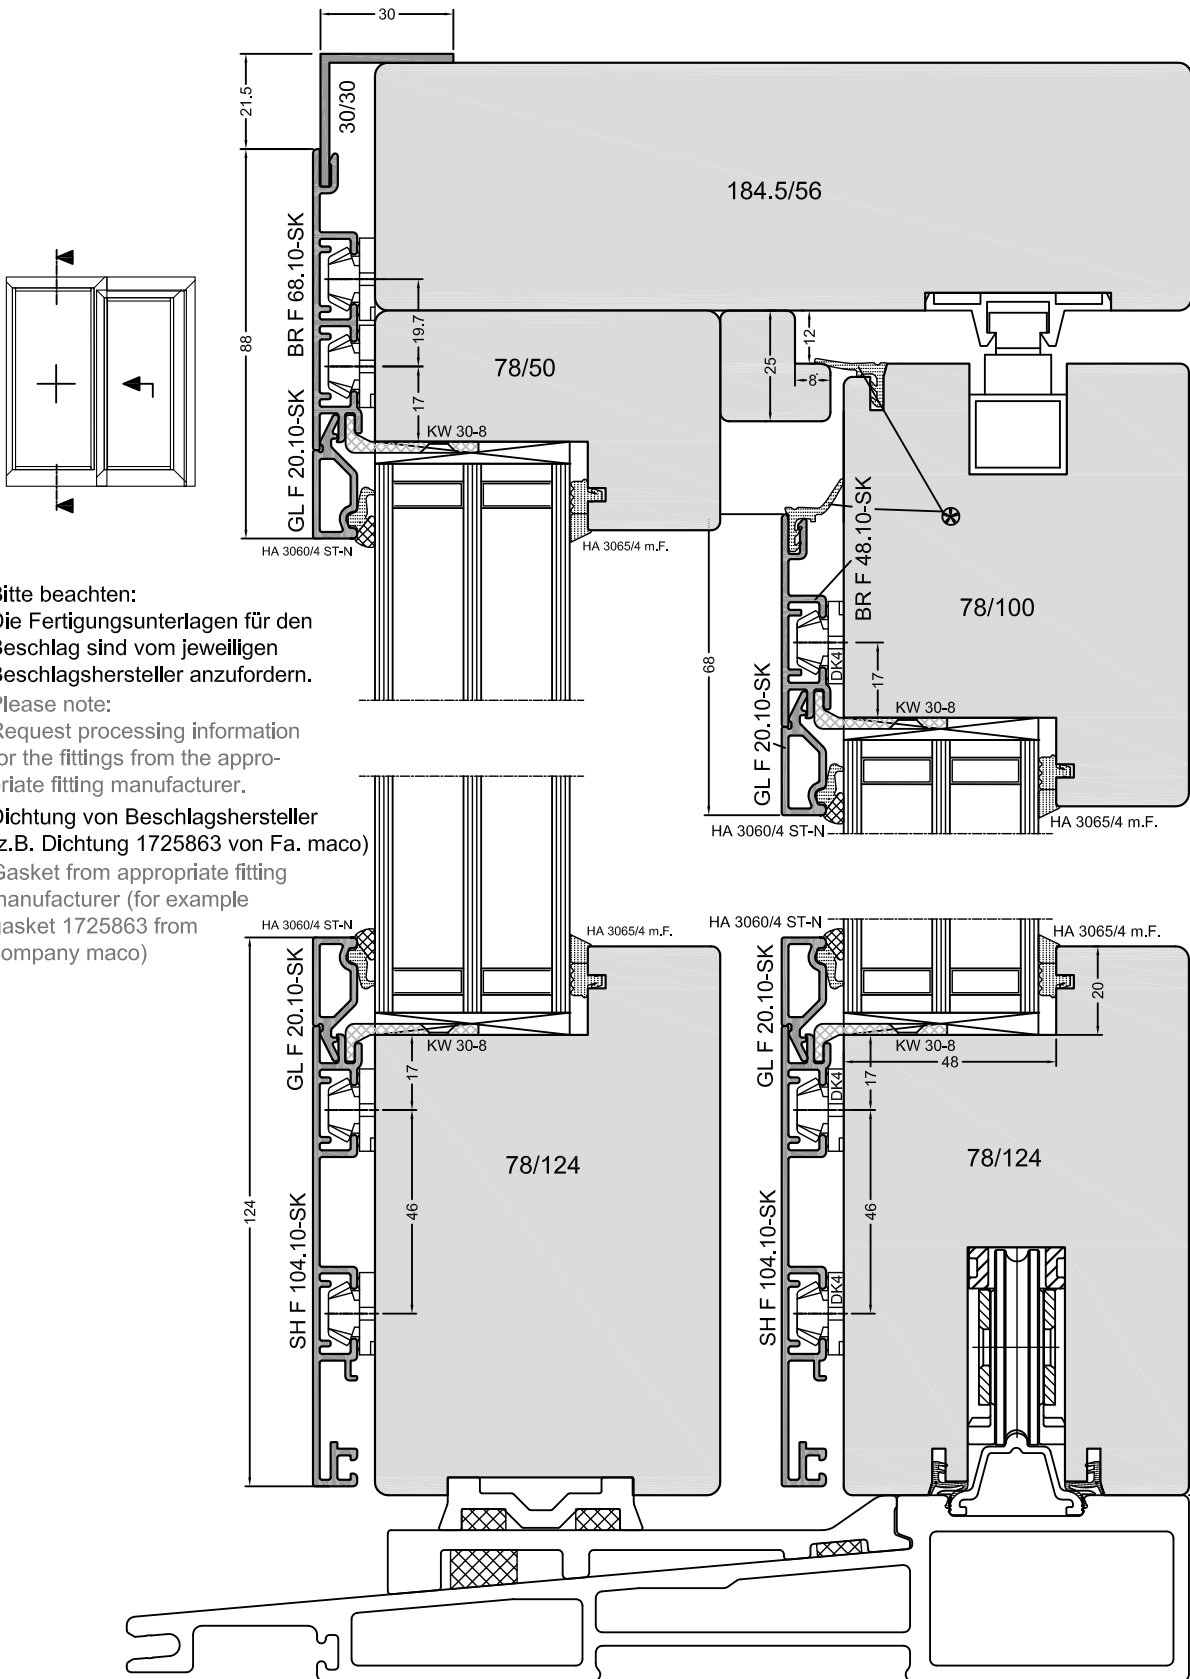 30
21.5
30/30
184.5/56
BR F 68.10-SK
88
19.7
12
25
8
78/50
17
KW 30-8
GL F 20.10-SK
HA 3060/4 ST-N
HA 3065/4 m.F.
BR F 48.10-SK
78/100
DK4
68
17
KW 30-8
GL F 20.10-SK
HA 3060/4 ST-N
HA 3065/4 m.F.
itte beachten:
ie Fertigungsunterlagen für den
eschlag sind vom jeweiligen
eschlagshersteller anzufordern.
lease note:
equest processing information
or the fittings from the appro-
riate fitting manufacturer.
ichtung von Beschlagshersteller
z.B. Dichtung 1725863 von Fa. maco)
asket from appropriate fitting
anufacturer (for example
asket 1725863 from
ompany maco)
HA 3060/4 ST-N
HA 3065/4 m.F.
HA 3060/4 ST-N
HA 3065/4 m.F.
GL F 20.10-SK
KW 30-8
17
GL F 20.10-SK
KW 30-8
20
48
17
DK4
78/124
78/124
124
46
SH F 104.10-SK
46
SH F 104.10-SK
DK4